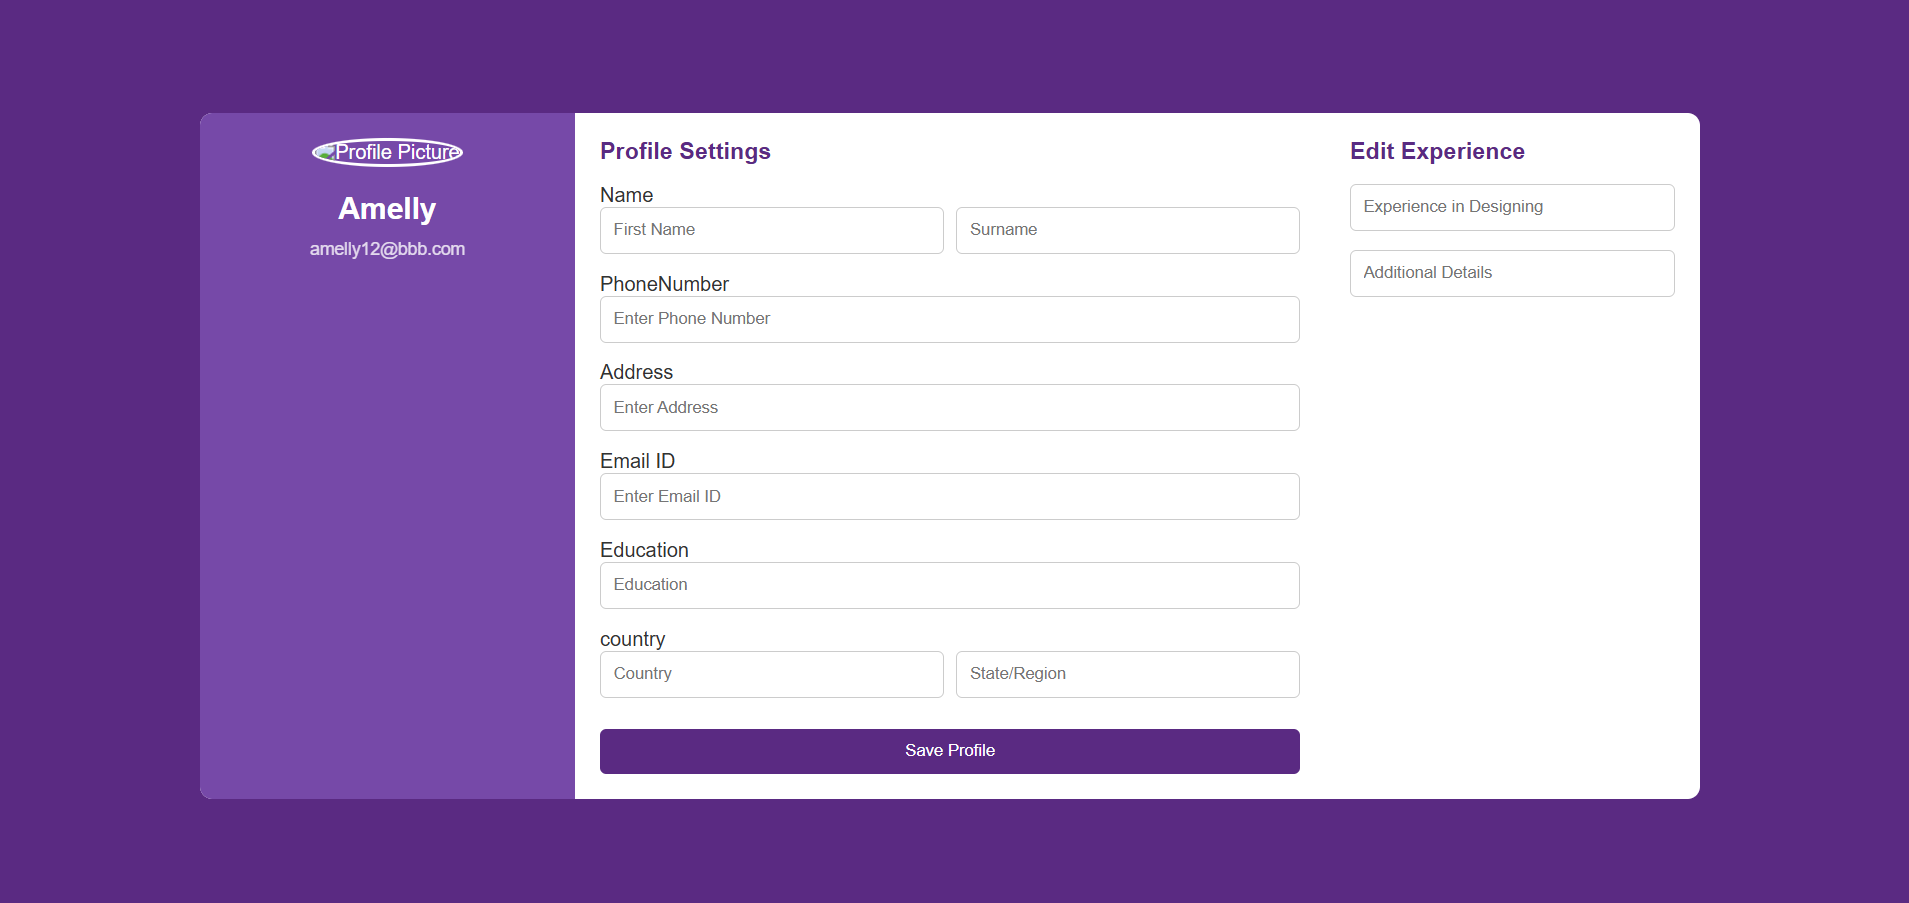 Profile Picture
Amelly
amelly12@bbb.com
Profile Settings
Name
First Name
Surname
PhoneNumber
Enter Phone Number
Address
Enter Address
Email ID
Enter Email ID
Education
Education
country
Country
State/Region
Save Profile
Edit Experience
Experience in Designing
Additional Details